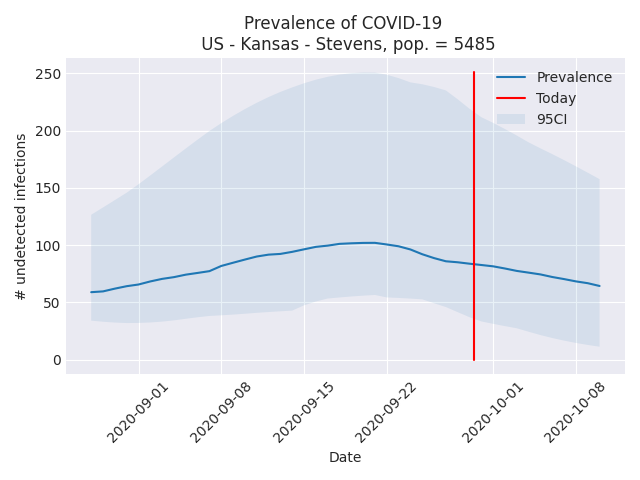 Prevalence of COVID-19
US - Kansas - Stevens, pop. = 5485
Prevalence
Today
95CI
# undetected infections
250
200
150
100
50
0
2020-09-01
2020-09-08
2020-09-15
2020-09-22
2020-10-01
2020-10-08
Date